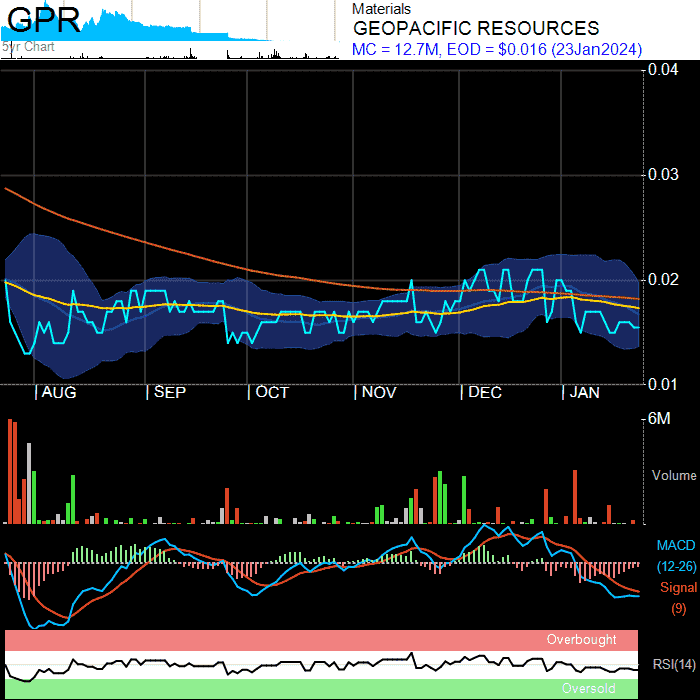 GPR
5yr Chart
Materials
GEOPACIFIC RESOURCES
MC = 12.7M, EOD = $0.016 (23Jan2024)
0.04
0.03
0.02
0.01
AUG SEP OCT NOV DEC JAN
6M
Volume
MACD
(12-26)
Signal
(9)
Overbought
RSI(14)
Oversold